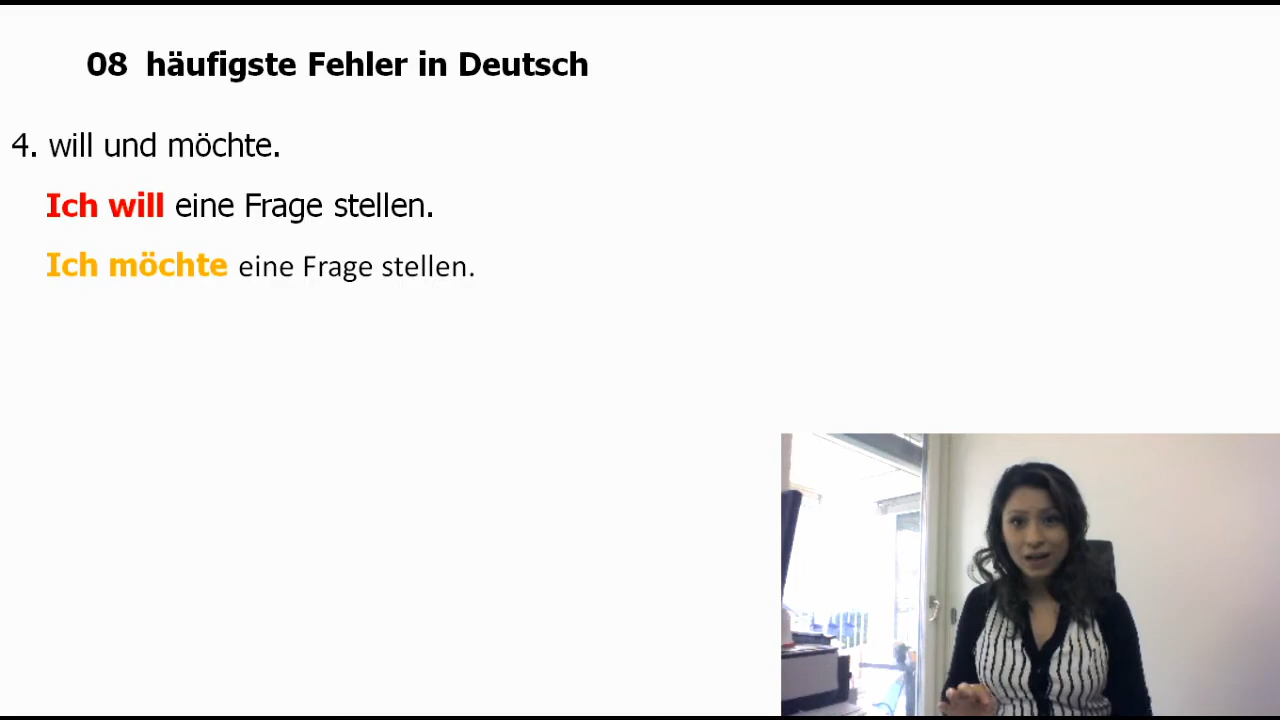 08 häufigste Fehler in Deutsch
4. will und möchte.
Ich will eine Frage stellen.
Ich möchte eine Frage stellen.